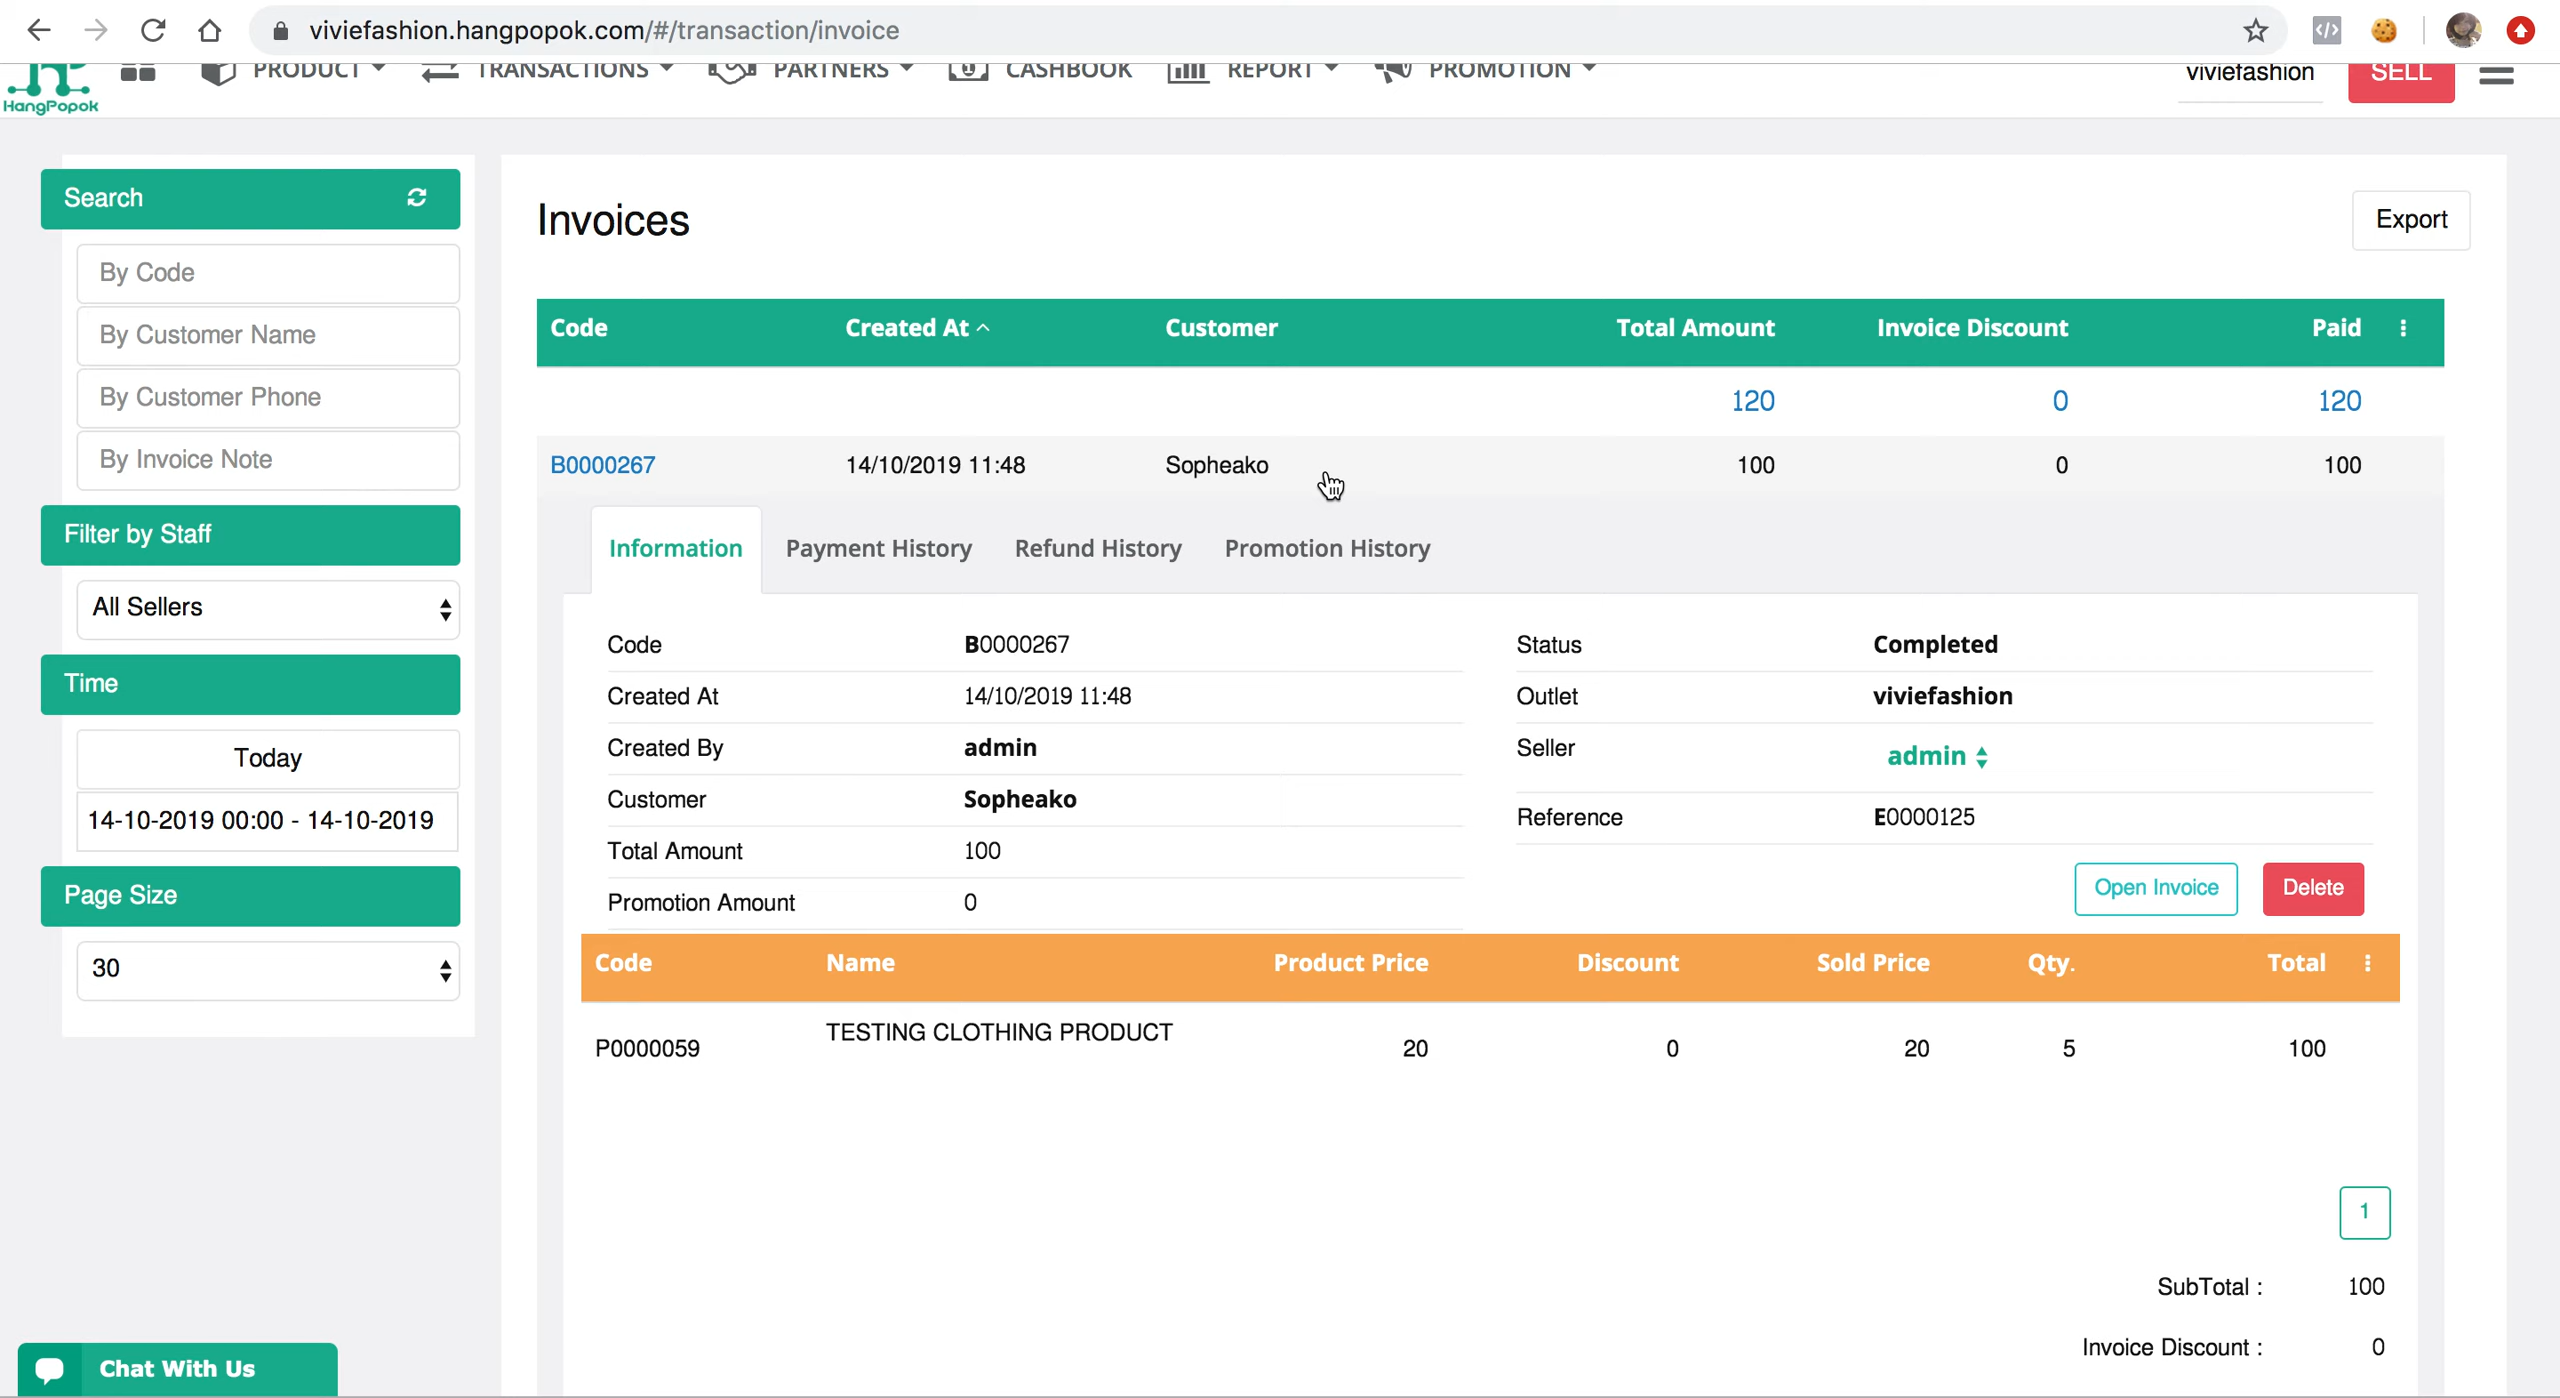 viviefashion.hangpopok.com/#/transaction/invoice
HangPopok
PRODUCT
TRANSACTIONS
PARTNERS
CASHBOOK
REPORT
PROMOTION
viviefashion
SELL
Search
By Code
By Customer Name
By Customer Phone
By Invoice Note
Filter by Staff
All Sellers
Time
Today
14-10-2019 00:00 - 14-10-2019
Page Size
30
Chat With Us
Invoices
Export
Code Created At Customer Total Amount Invoice Discount Paid
120 0 120
B0000267 14/10/2019 11:48 Sopheako 100 0 100
Information Payment History Refund History Promotion History
Code B0000267
Created At 14/10/2019 11:48
Created By admin
Customer Sopheako
Total Amount 100
Promotion Amount 0
Status Completed
Outlet viviefashion
Seller admin
Reference E0000125
Open Invoice Delete
Code Name Product Price Discount Sold Price Qty. Total
P0000059 TESTING CLOTHING PRODUCT 20 0 20 5 100
1
SubTotal : 100
Invoice Discount : 0